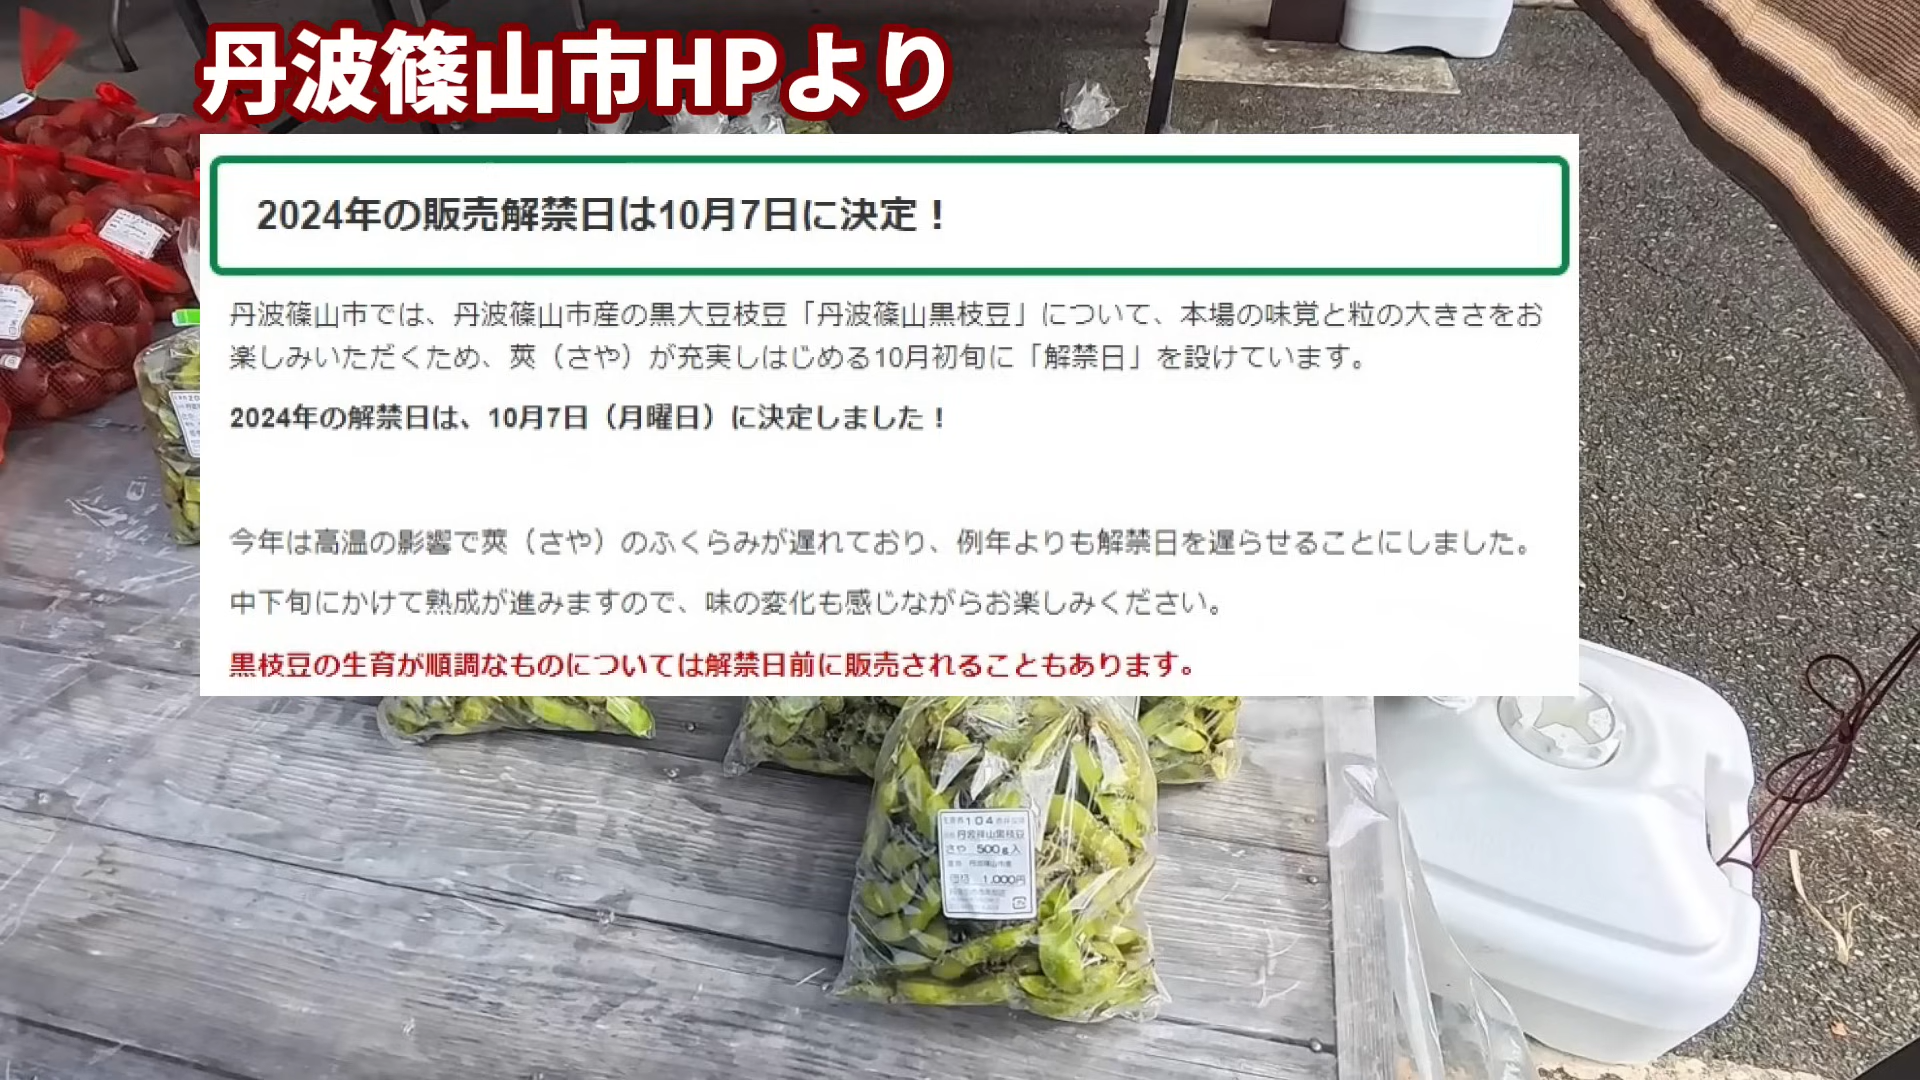 丹波篠山市HPより
2024年の販売解禁日は10月7日に決定！
丹波篠山市では、丹波篠山市産の黒大豆枝豆「丹波篠山黒枝豆」について、本場の味覚と粒の大きさをお
楽しみいただくため、莢（さや）が充実しはじめる10月初旬に「解禁日」を設けています。
2024年の解禁日は、10月7日（月曜日）に決定しました！
今年は高温の影響で莢（さや）のふくらみが遅れており、例年よりも解禁日を遅らせることにしました。
中下旬にかけて熟成が進みますので、味の変化も感じながらお楽しみください。
黒枝豆の生育が順調なものについては解禁日前に販売されることもあります。
104
丹波篠山黒枝豆
さや 500g入
丹波篠山市産
価格 1,000円